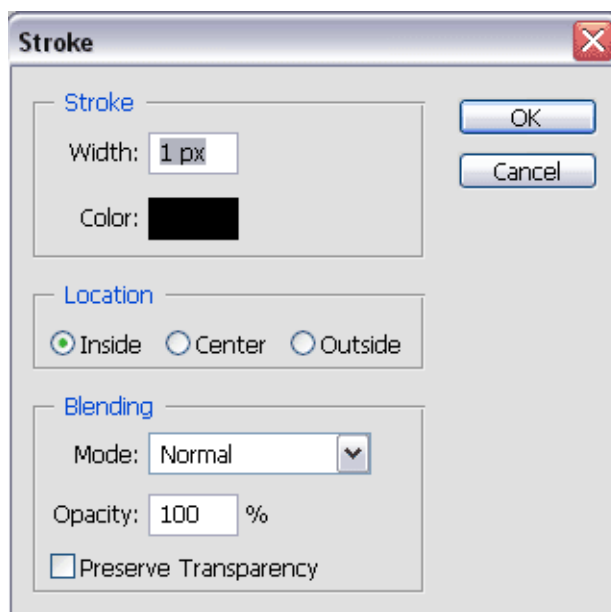 Stroke
Stroke
Width: 1 px
Color:
OK
Cancel
Location
Inside Center Outside
Blending
Mode: Normal
Opacity: 100 %
Preserve Transparency